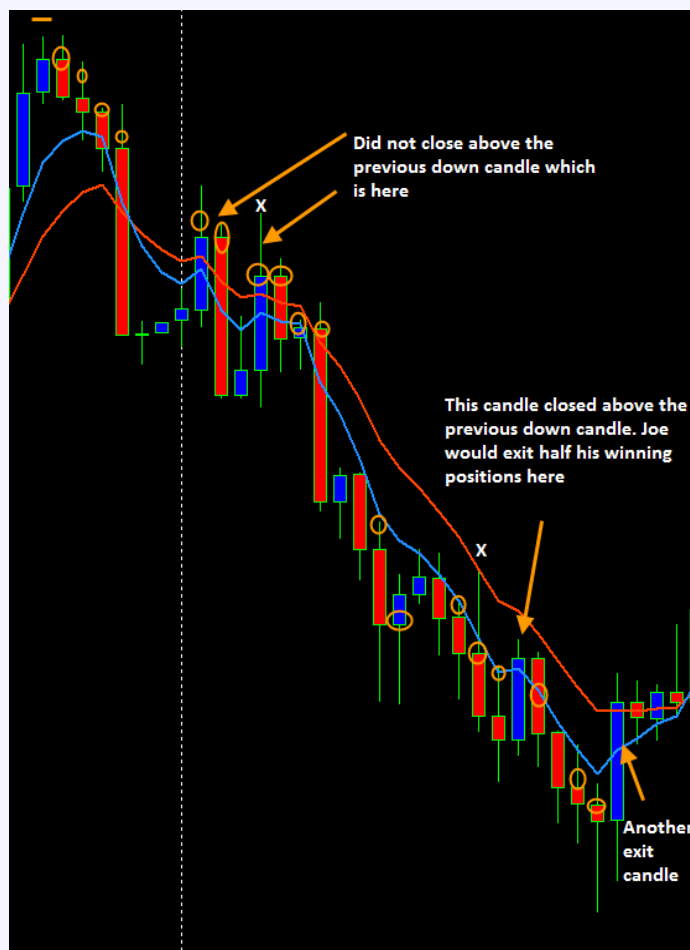 Did not close above the
previous down candle which
is here
X
X
This candle closed above the
previous down candle. Joe
would exit half his winning
positions here
Another
exit
candle